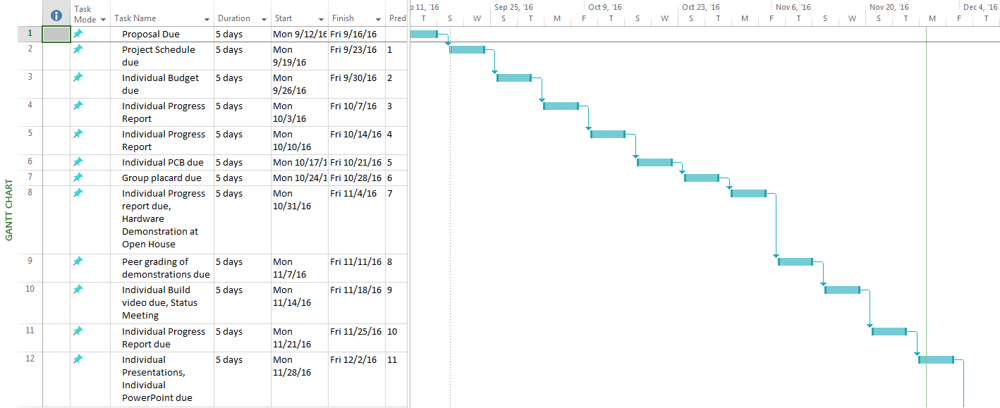 Task Mode Task Name Duration Start Finish Pred
p 11, '16 Sep 25, '16 Oct 9, '16 Oct 23, '16 Nov 6, '16 Nov 20, '16 Dec 4, '16
T S W T M F T S W T M F T S W T M F T
GANTT CHART
1 Proposal Due 5 days Mon 9/12/16 Fri 9/16/16
2 Project Schedule 5 days Mon Fri 9/23/16 1
due 9/19/16
3 Individual Budget 5 days Mon Fri 9/30/16 2
due 9/26/16
4 Individual Progress 5 days Mon Fri 10/7/16 3
Report 10/3/16
5 Individual Progress 5 days Mon Fri 10/14/16 4
Report 10/10/16
6 Individual PCB due 5 days Mon 10/17/1 Fri 10/21/16 5
7 Group placard due 5 days Mon 10/24/1 Fri 10/28/16 6
8 Individual Progress 5 days Mon Fri 11/4/16 7
report due, 10/31/16
Hardware
Demonstration at
Open House
9 Peer grading of 5 days Mon Fri 11/11/16 8
demonstrations due 11/7/16
10 Individual Build 5 days Mon Fri 11/18/16 9
video due, Status 11/14/16
Meeting
11 Individual Progress 5 days Mon Fri 11/25/16 10
Report due 11/21/16
12 Individual 5 days Mon Fri 12/2/16 11
Presentations, 11/28/16
Individual
PowerPoint due